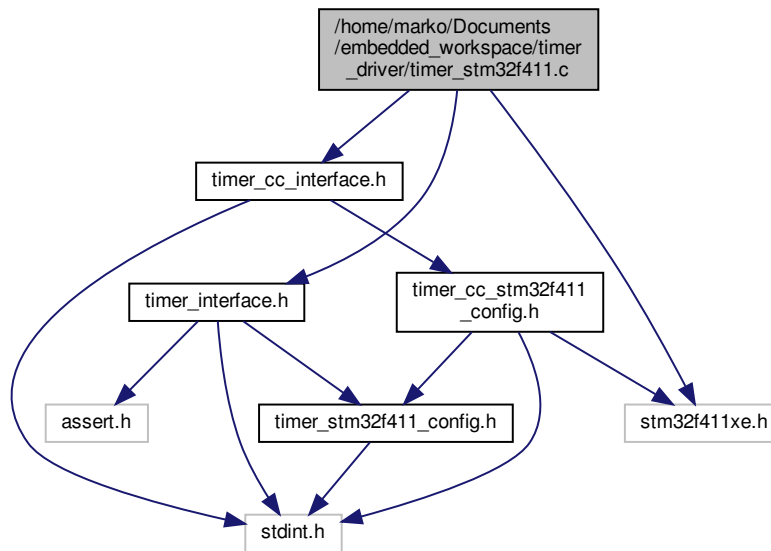 /home/marko/Documents
/embedded_workspace/timer
_driver/timer_stm32f411.c
timer_cc_interface.h
timer_interface.h
timer_cc_stm32f411
_config.h
assert.h
timer_stm32f411_config.h
stm32f411xe.h
stdint.h